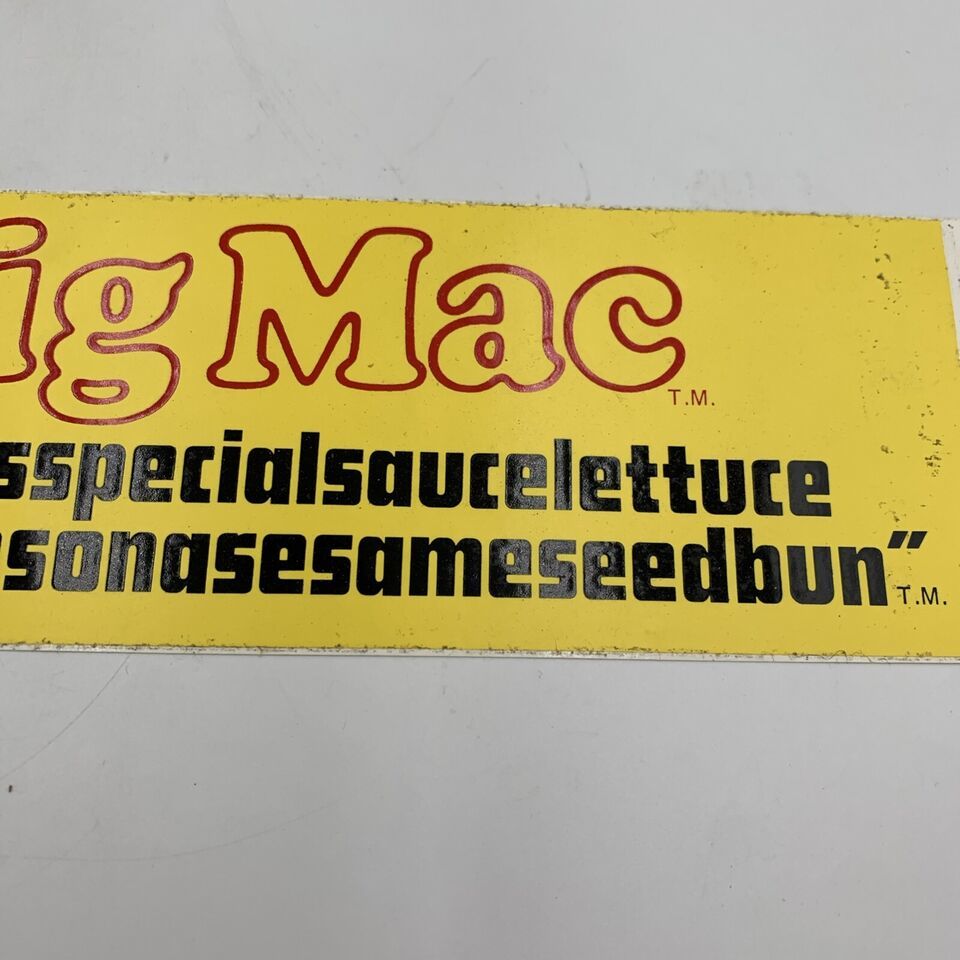 ig Mac T.M.
sspecialsaucelettuce
sonasesameseedbun" T.M.